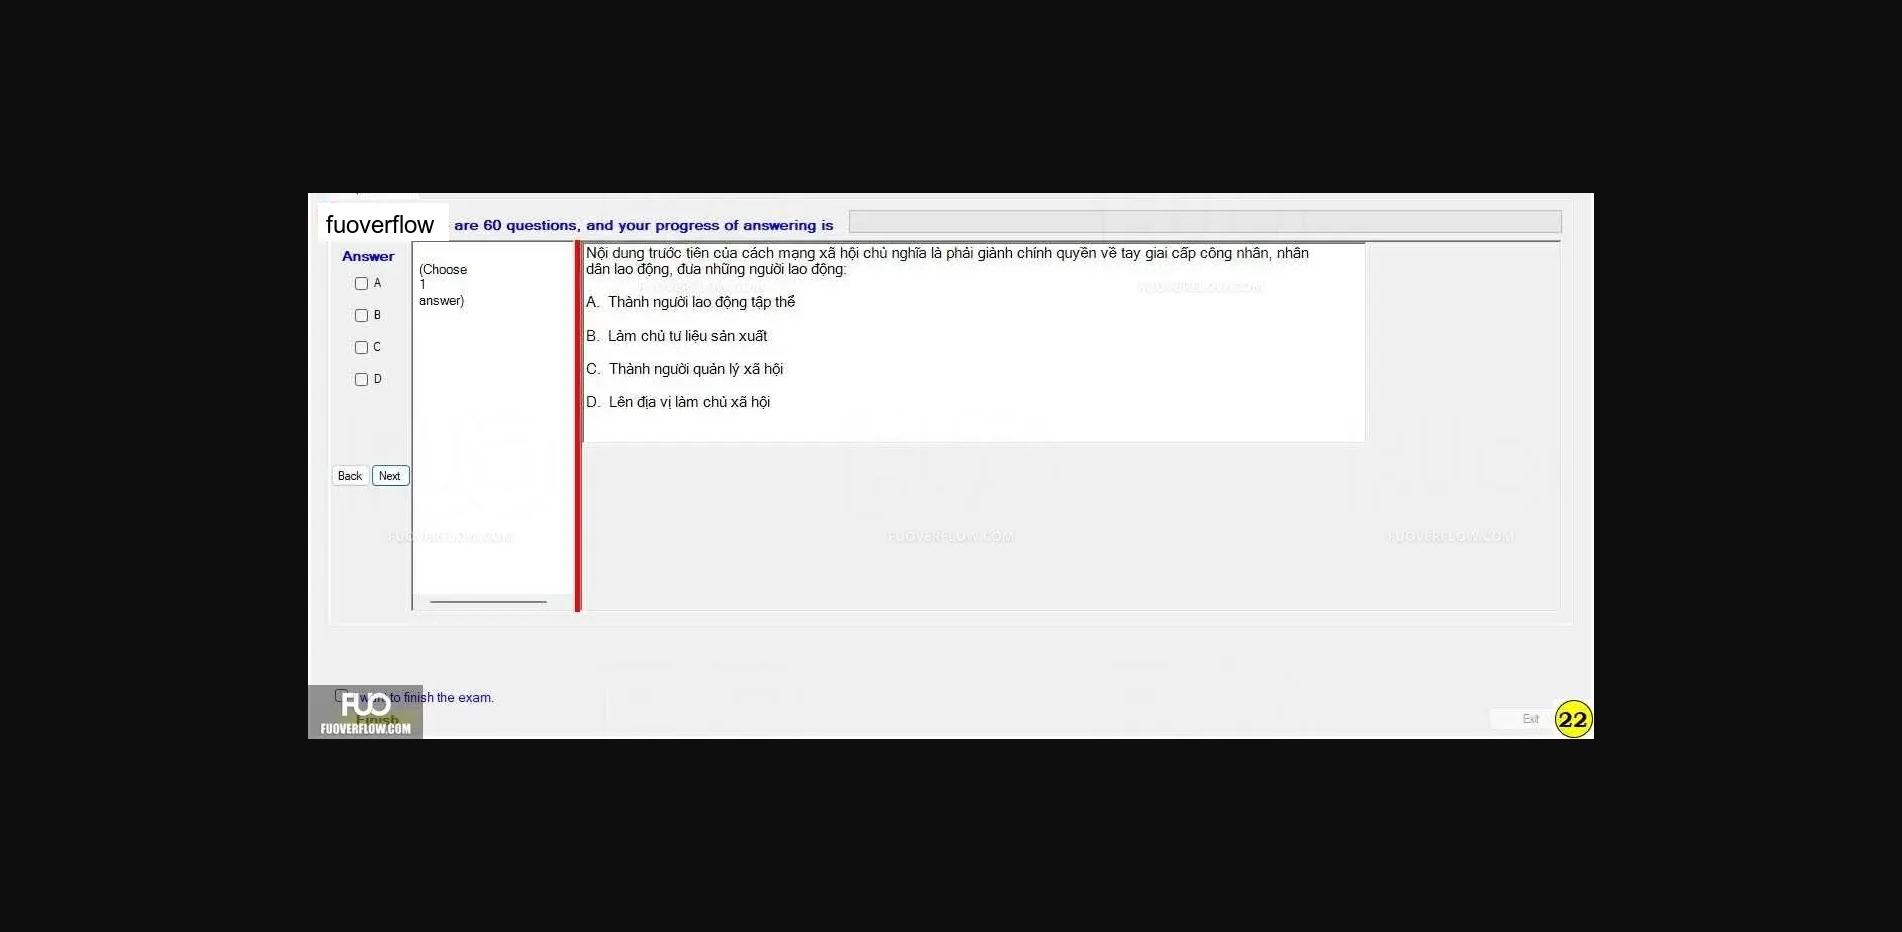 fuoverflow are 60 questions, and your progress of answering is
Answer
A
B
C
D
Back Next
(Choose
1
answer)
Nội dung trước tiên của cách mạng xã hội chủ nghĩa là phải giành chính quyền về tay giai cấp công nhân, nhân
dân lao động, đưa những người lao động:
A. Thành người lao động tập thể
B. Làm chủ tư liệu sản xuất
C. Thành người quản lý xã hội
D. Lên địa vị làm chủ xã hội
FUOVERFLOW.COM
FUOVERFLOW.COM
FUOVERFLOW.COM
FUOVERFLOW.COM
want to finish the exam.
Finish
FUO
FUOVERFLOW.COM
Exit
22